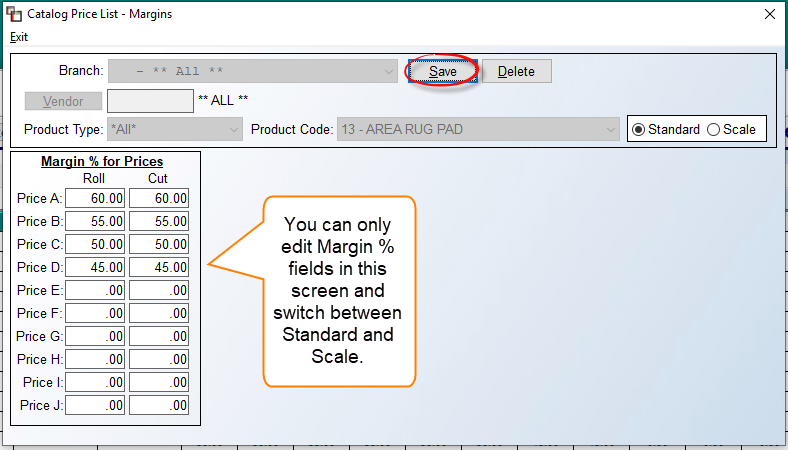 Catalog Price List - Margins
Exit
Branch: - ** All ** Save Delete
Vendor ** ALL **
Product Type: *All* Product Code: 13 - AREA RUG PAD Standard Scale
Margin % for Prices
Roll Cut
Price A: 60.00 60.00
Price B: 55.00 55.00
Price C: 50.00 50.00
Price D: 45.00 45.00
Price E: .00 .00
Price F: .00 .00
Price G: .00 .00
Price H: .00 .00
Price I: .00 .00
Price J: .00 .00
You can only
edit Margin %
fields in this
screen and
switch between
Standard and
Scale.